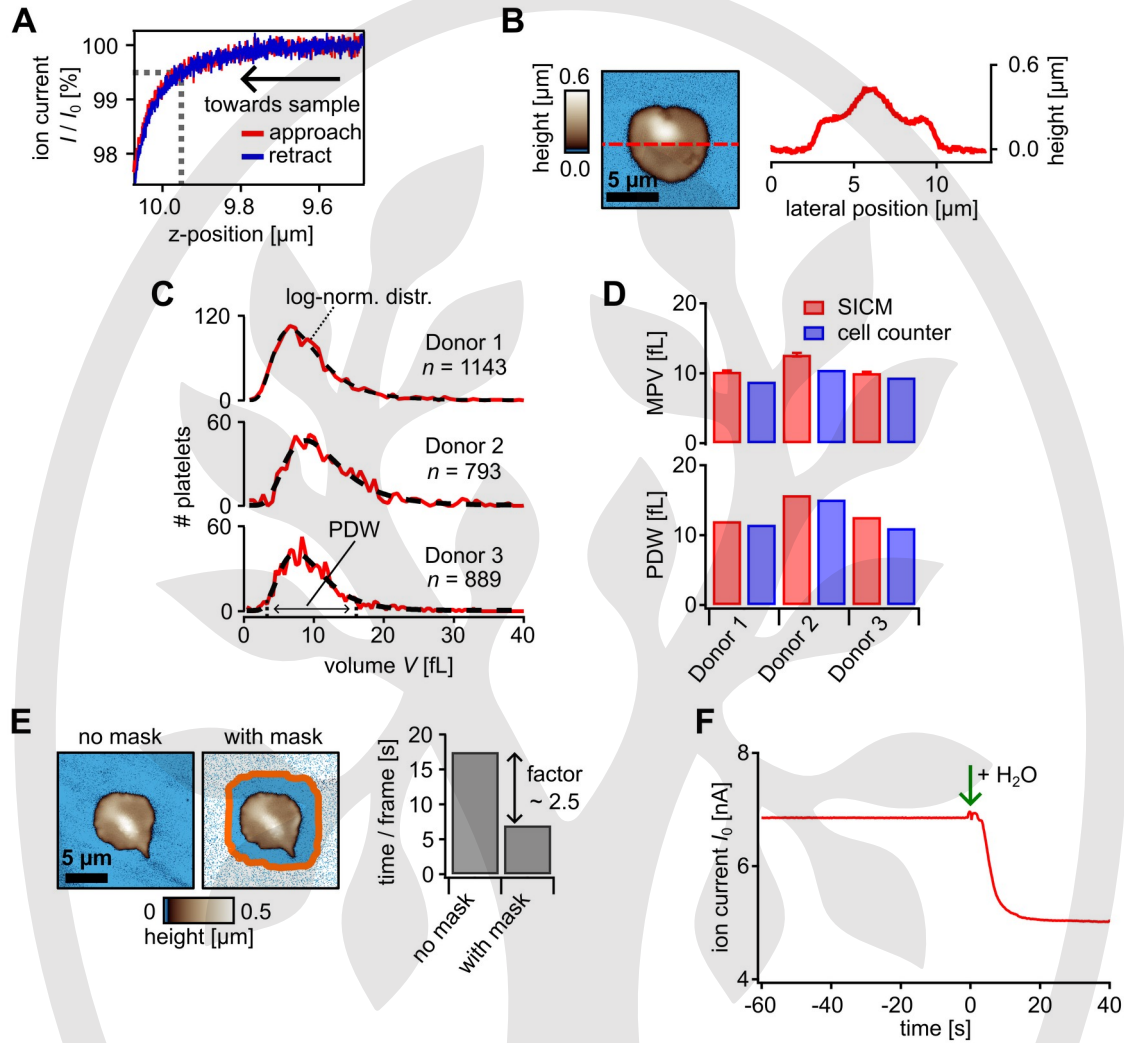 A
ion current
I / I0 [%]
100
99
98
towards sample
approach
retract
10.0
9.8
9.6
z-position [µm]
B
height [µm]
0.6
0.0
5 µm
0.6
0.0
height [µm]
0
5
10
lateral position [µm]
C
log-norm. distr.
# platelets
120
0
Donor 1
n = 1143
60
0
Donor 2
n = 793
60
0
PDW
Donor 3
n = 889
0
10
20
30
40
volume V [fL]
D
SICM
cell counter
MPV [fL]
20
10
0
PDW [fL]
20
10
0
Donor 1
Donor 2
Donor 3
E
no mask
with mask
5 µm
0
0.5
height [µm]
time / frame [s]
20
15
10
5
0
factor
~ 2.5
no mask
with mask
F
ion current I0 [nA]
8
6
4
+ H2O
-60
-40
-20
0
20
40
time [s]